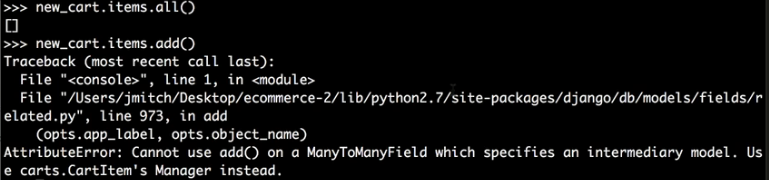 >>> new_cart.items.all()
[]
>>> new_cart.items.add()
Traceback (most recent call last):
  File "<console>", line 1, in <module>
  File "/Users/jmitch/Desktop/ecommerce-2/lib/python2.7/site-packages/django/db/models/fields/r
elated.py", line 973, in add
    (opts.app_label, opts.object_name)
AttributeError: Cannot use add() on a ManyToManyField which specifies an intermediary model. Us
e carts.CartItem's Manager instead.